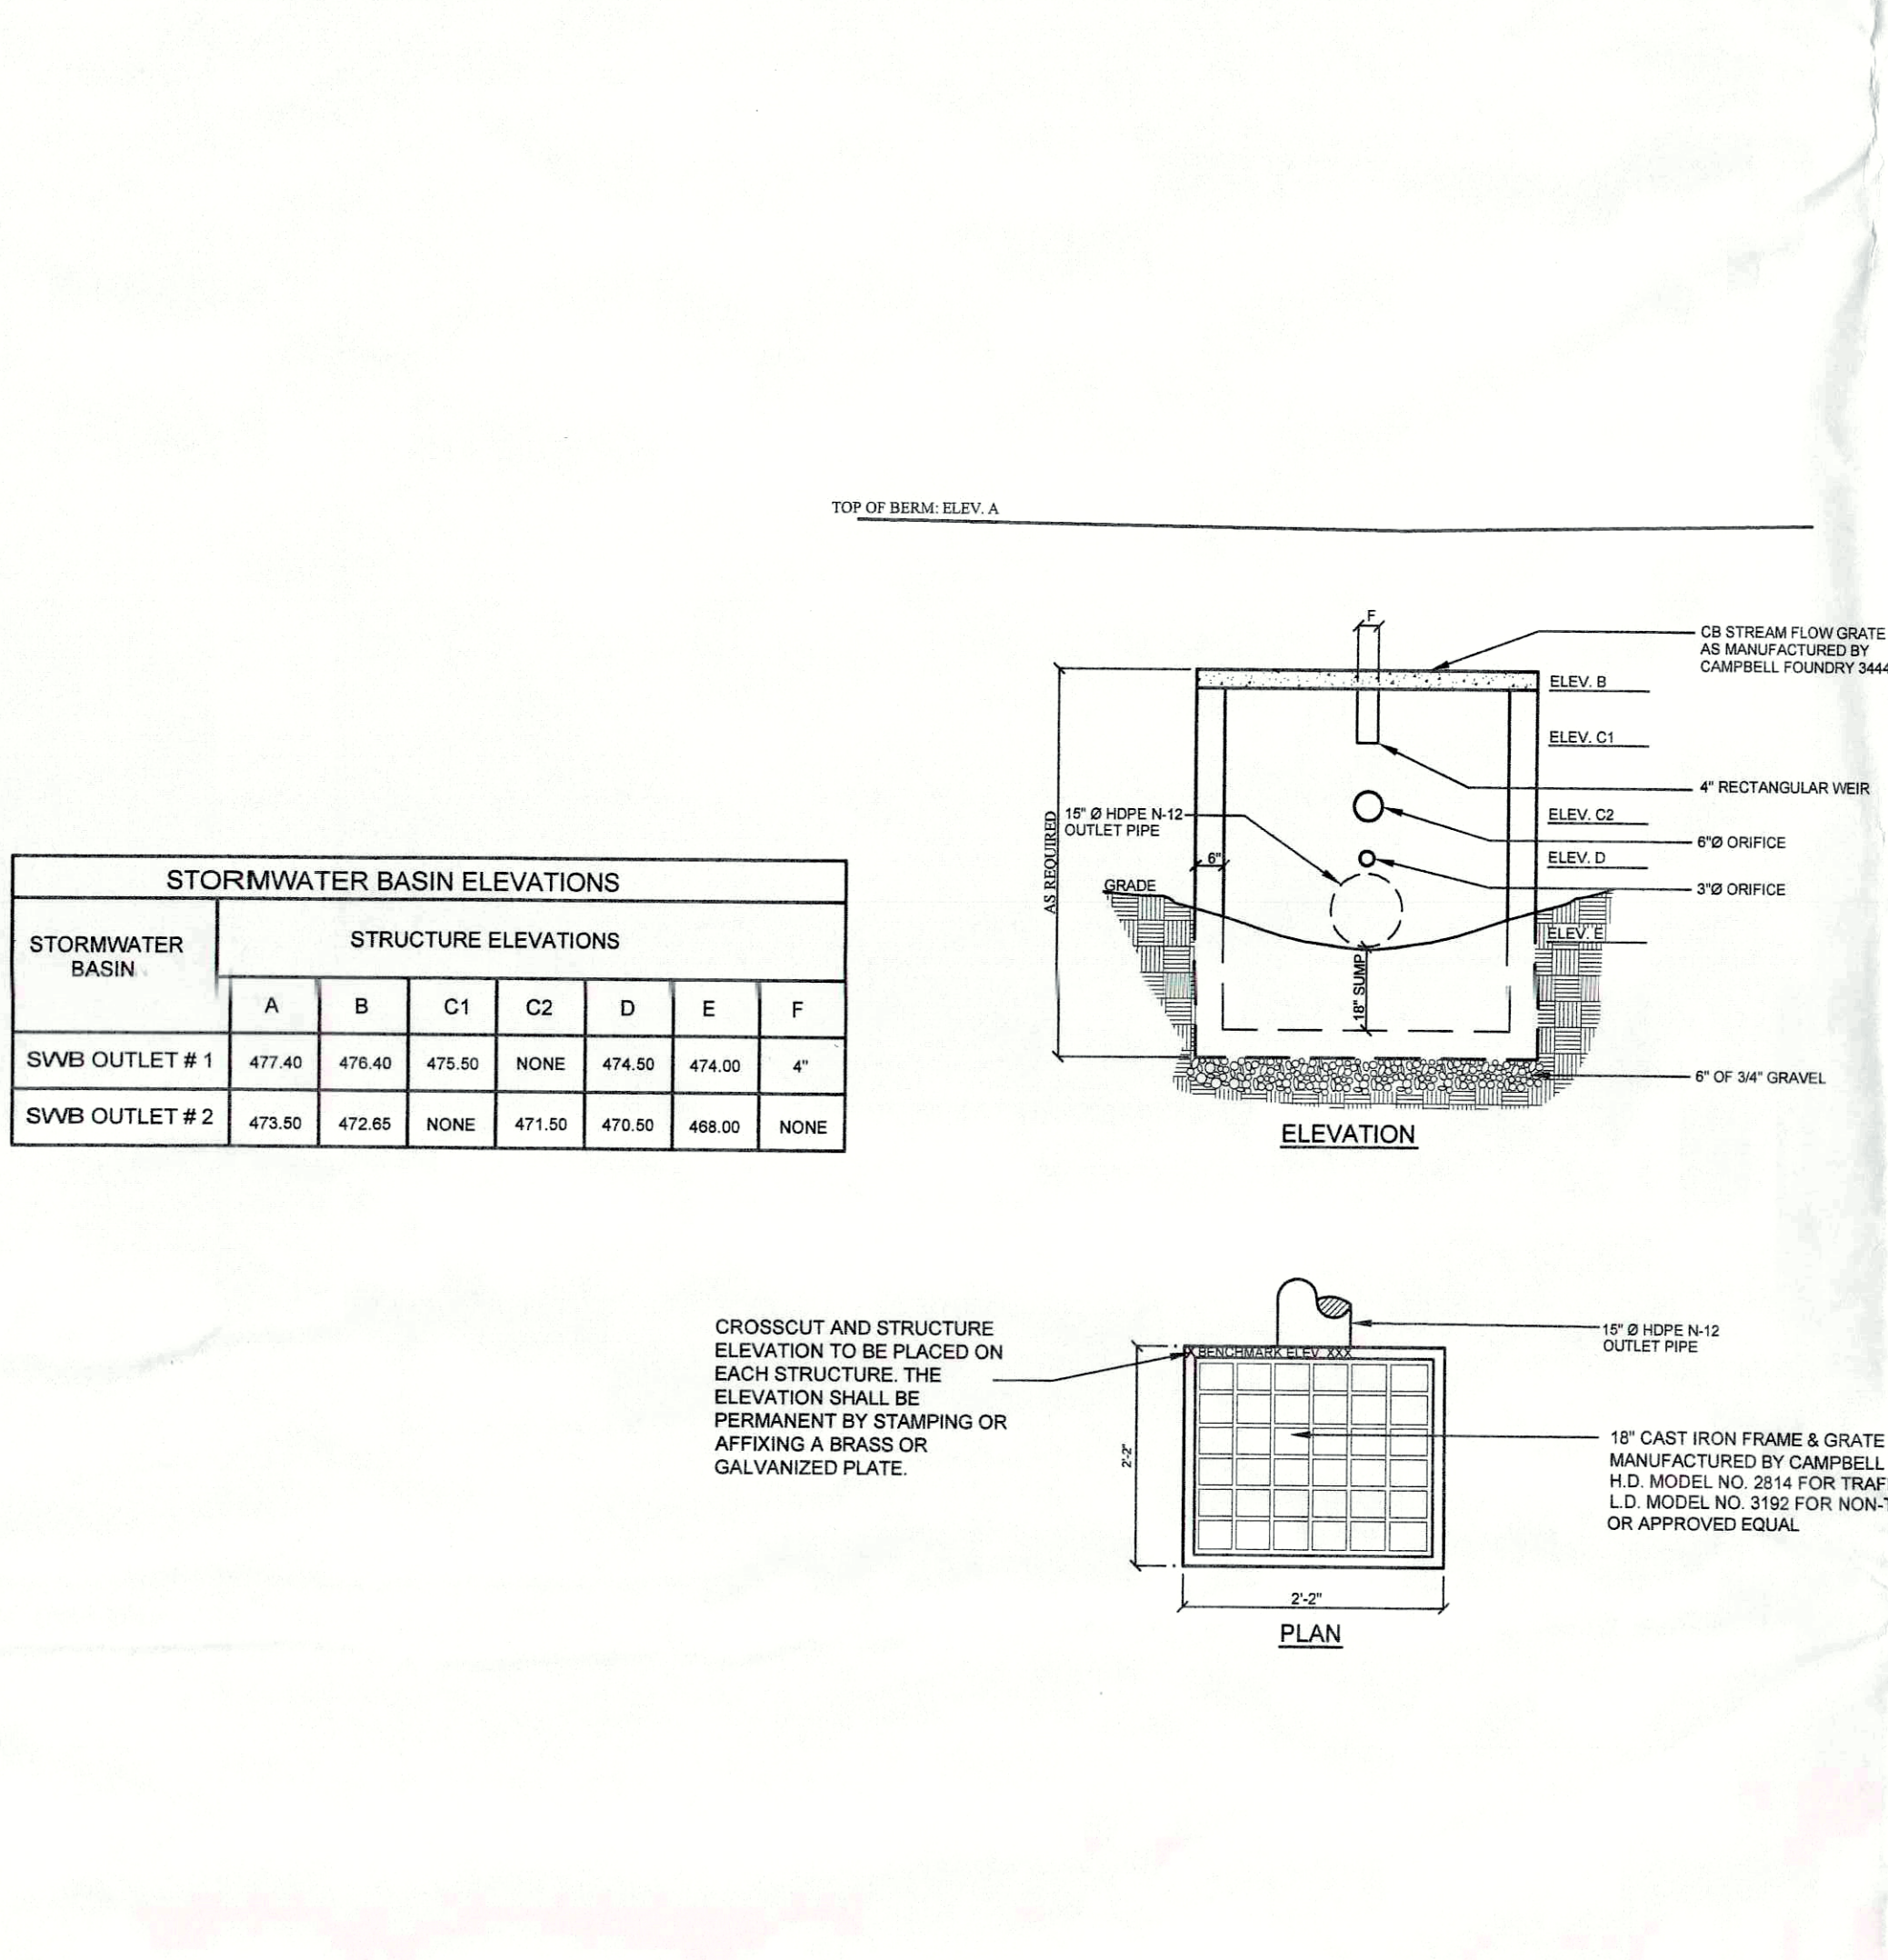 TOP OF BERM: ELEV. A
F
CB STREAM FLOW GRATE
AS MANUFACTURED BY
CAMPBELL FOUNDRY 3444
ELEV. B
ELEV. C1
4" RECTANGULAR WEIR
ELEV. C2
6"Ø ORIFICE
ELEV. D
3"Ø ORIFICE
ELEV. E
15" Ø HDPE N-12
OUTLET PIPE
6"
AS REQUIRED
GRADE
18" SUMP
6" OF 3/4" GRAVEL
ELEVATION
STORMWATER BASIN ELEVATIONS
STORMWATER
BASIN
STRUCTURE ELEVATIONS
A B C1 C2 D E F
SWB OUTLET # 1 477.40 476.40 475.50 NONE 474.50 474.00 4"
SWB OUTLET # 2 473.50 472.65 NONE 471.50 470.50 468.00 NONE
CROSSCUT AND STRUCTURE
ELEVATION TO BE PLACED ON
EACH STRUCTURE. THE
ELEVATION SHALL BE
PERMANENT BY STAMPING OR
AFFIXING A BRASS OR
GALVANIZED PLATE.
15" Ø HDPE N-12
OUTLET PIPE
X BENCHMARK ELEV. XXX
2'-2"
18" CAST IRON FRAME & GRATE
MANUFACTURED BY CAMPBELL
H.D. MODEL NO. 2814 FOR TRAF
L.D. MODEL NO. 3192 FOR NON-
OR APPROVED EQUAL
2'-2"
PLAN